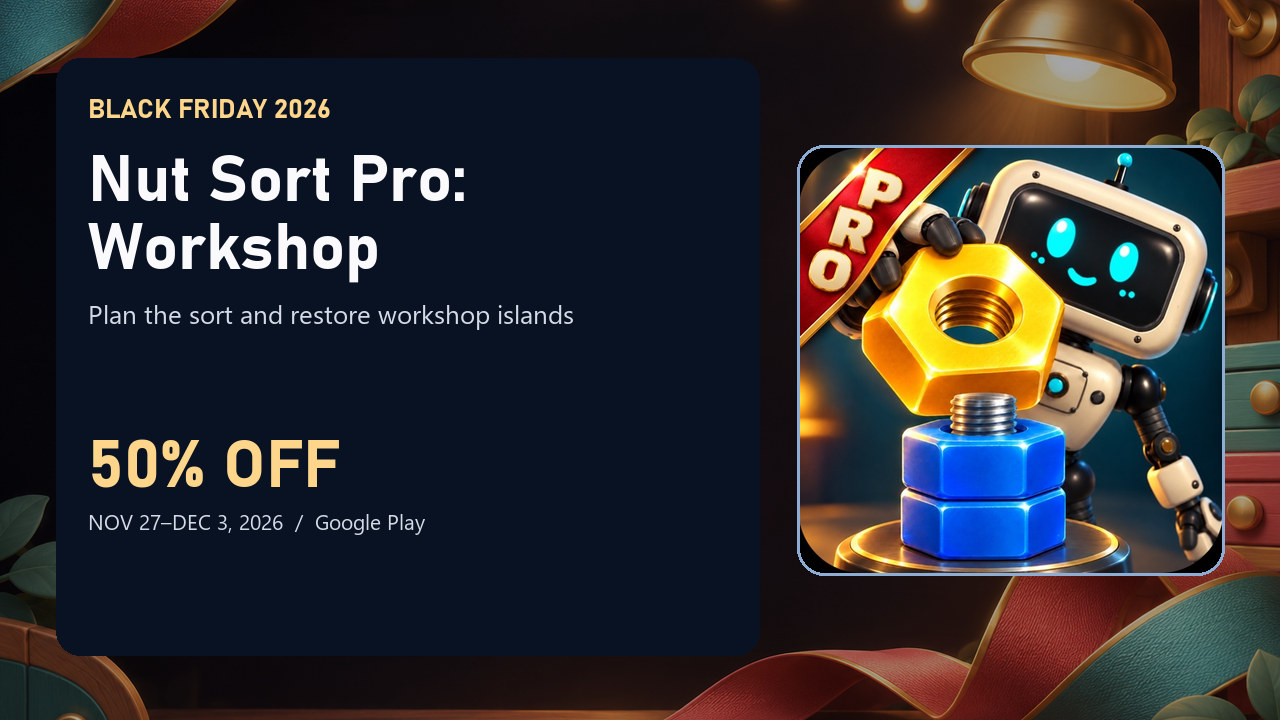 BLACK FRIDAY 2026
Nut Sort Pro:
Workshop
Plan the sort and restore workshop islands
50% OFF
NOV 27–DEC 3, 2026 / Google Play
PRO